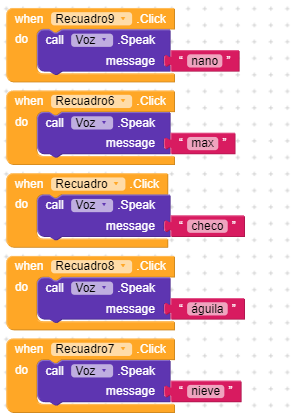 when Recuadro9 .Click
do call Voz .Speak
message "nano"
when Recuadro6 .Click
do call Voz .Speak
message "max"
when Recuadro .Click
do call Voz .Speak
message "checo"
when Recuadro8 .Click
do call Voz .Speak
message "águila"
when Recuadro7 .Click
do call Voz .Speak
message "nieve"